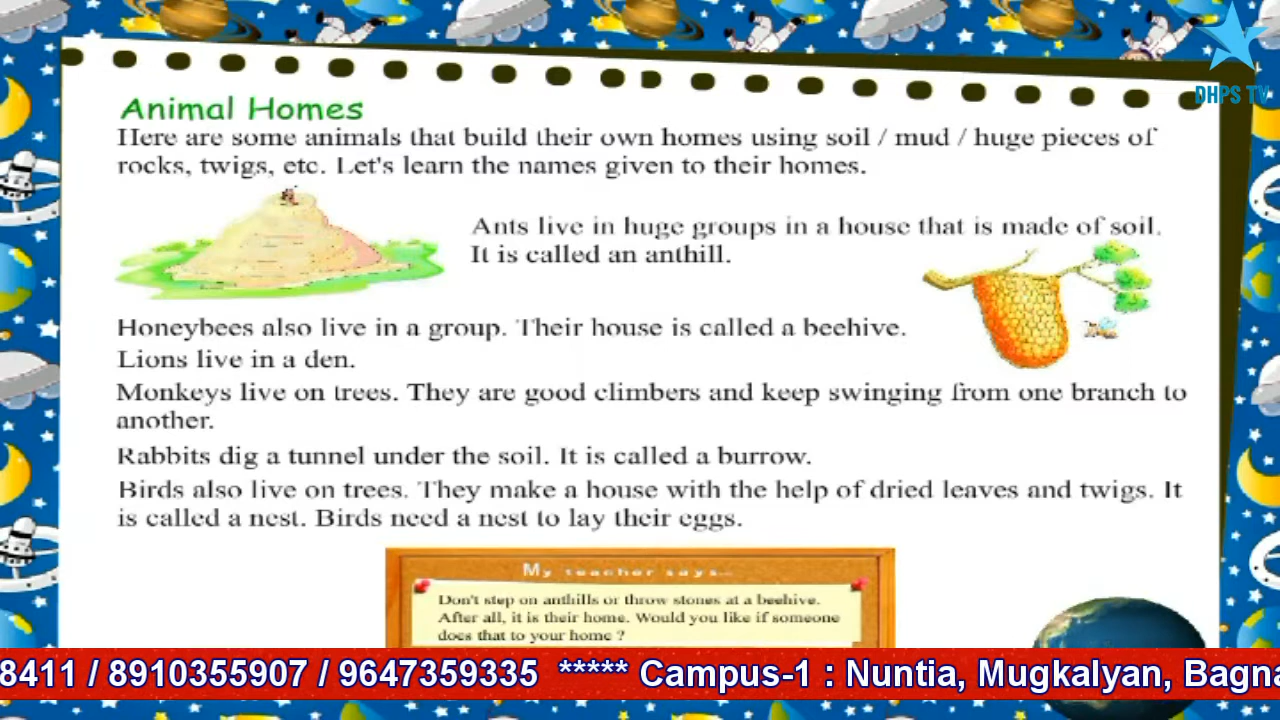 DHPS TV
Animal Homes
Here are some animals that build their own homes using soil / mud / huge pieces of
rocks, twigs, etc. Let's learn the names given to their homes.
Ants live in huge groups in a house that is made of soil.
It is called an anthill.
Honeybees also live in a group. Their house is called a beehive.
Lions live in a den.
Monkeys live on trees. They are good climbers and keep swinging from one branch to
another.
Rabbits dig a tunnel under the soil. It is called a burrow.
Birds also live on trees. They make a house with the help of dried leaves and twigs. It
is called a nest. Birds need a nest to lay their eggs.
My teacher says...
Don't step on anthills or throw stones at a beehive.
After all, it is their home. Would you like if someone
does that to your home ?
8411 / 8910355907 / 9647359335 ***** Campus-1 : Nuntia, Mugkalyan, Bagna